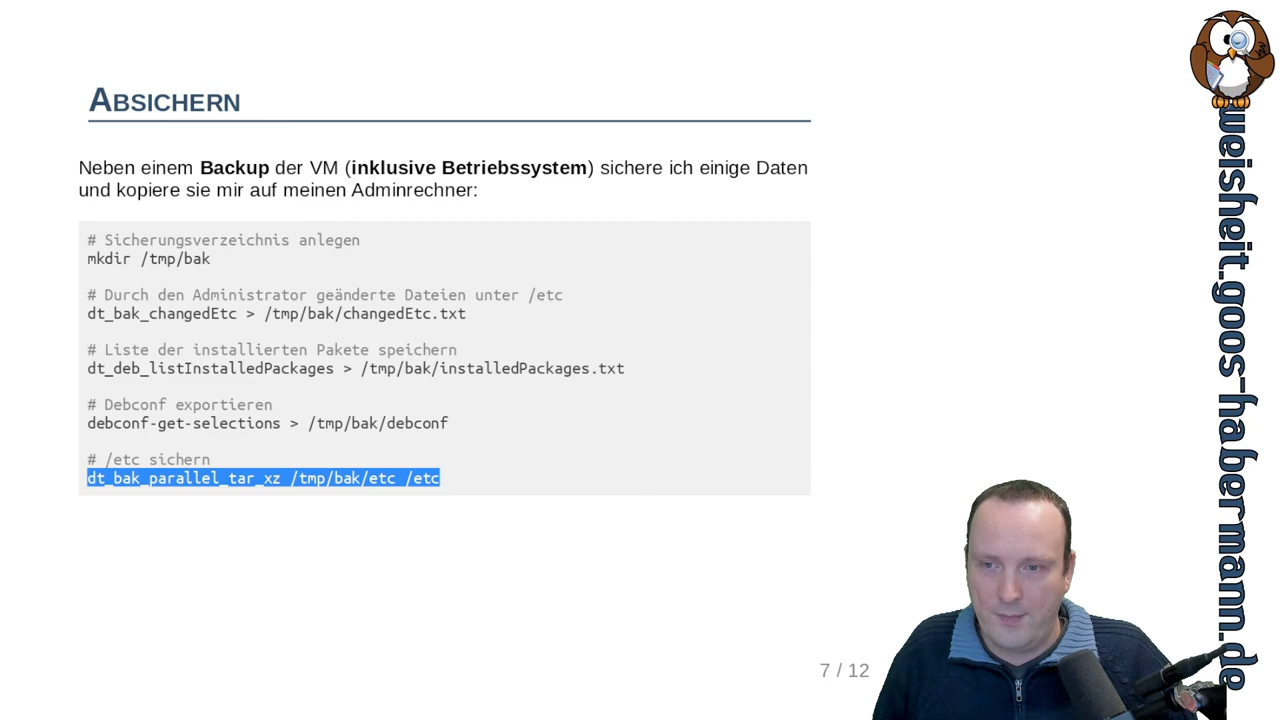 ABSICHERN
Neben einem Backup der VM (inklusive Betriebssystem) sichere ich einige Daten
und kopiere sie mir auf meinen Adminrechner:
# Sicherungsverzeichnis anlegen
mkdir /tmp/bak
# Durch den Administrator geänderte Dateien unter /etc
dt_bak_changedEtc > /tmp/bak/changedEtc.txt
# Liste der installierten Pakete speichern
dt_deb_listInstalledPackages > /tmp/bak/installedPackages.txt
# Debconf exportieren
debconf-get-selections > /tmp/bak/debconf
# /etc sichern
dt_bak_parallel_tar_xz /tmp/bak/etc /etc
7 / 12
weisheit.goos-habermann.de